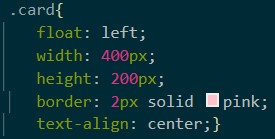 .card{
    float: left;
    width: 400px;
    height: 200px;
    border: 2px solid pink;
    text-align: center;}